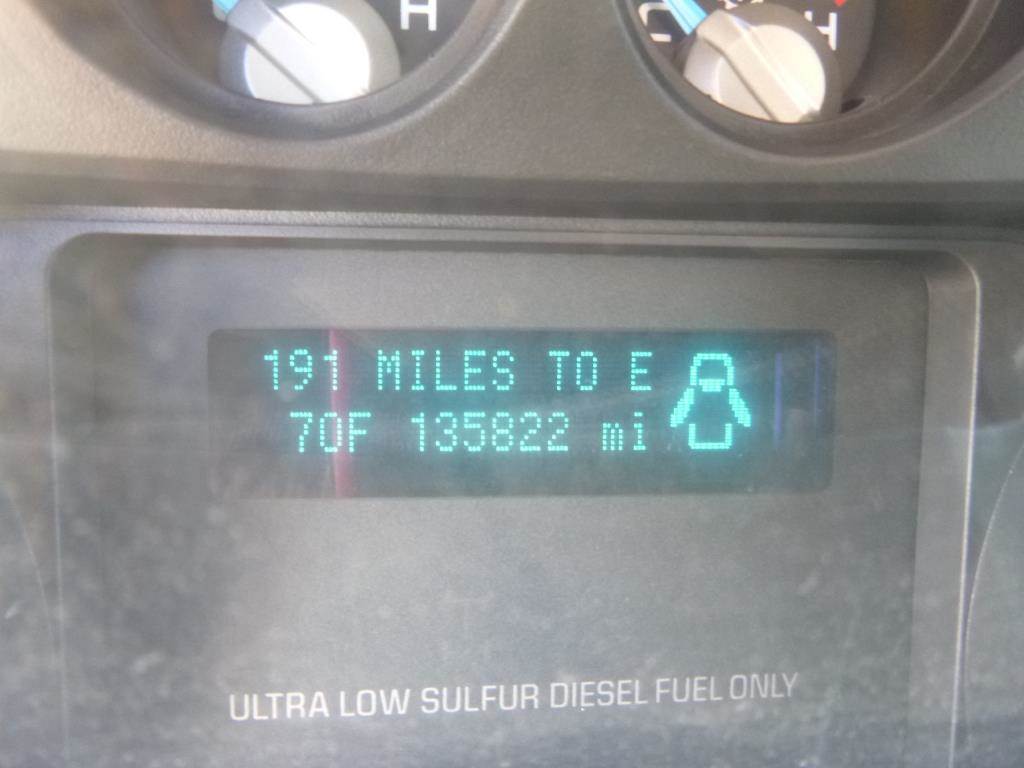 H
H
191 MILES TO E
70F 135822 mi
ULTRA LOW SULFUR DIESEL FUEL ONLY